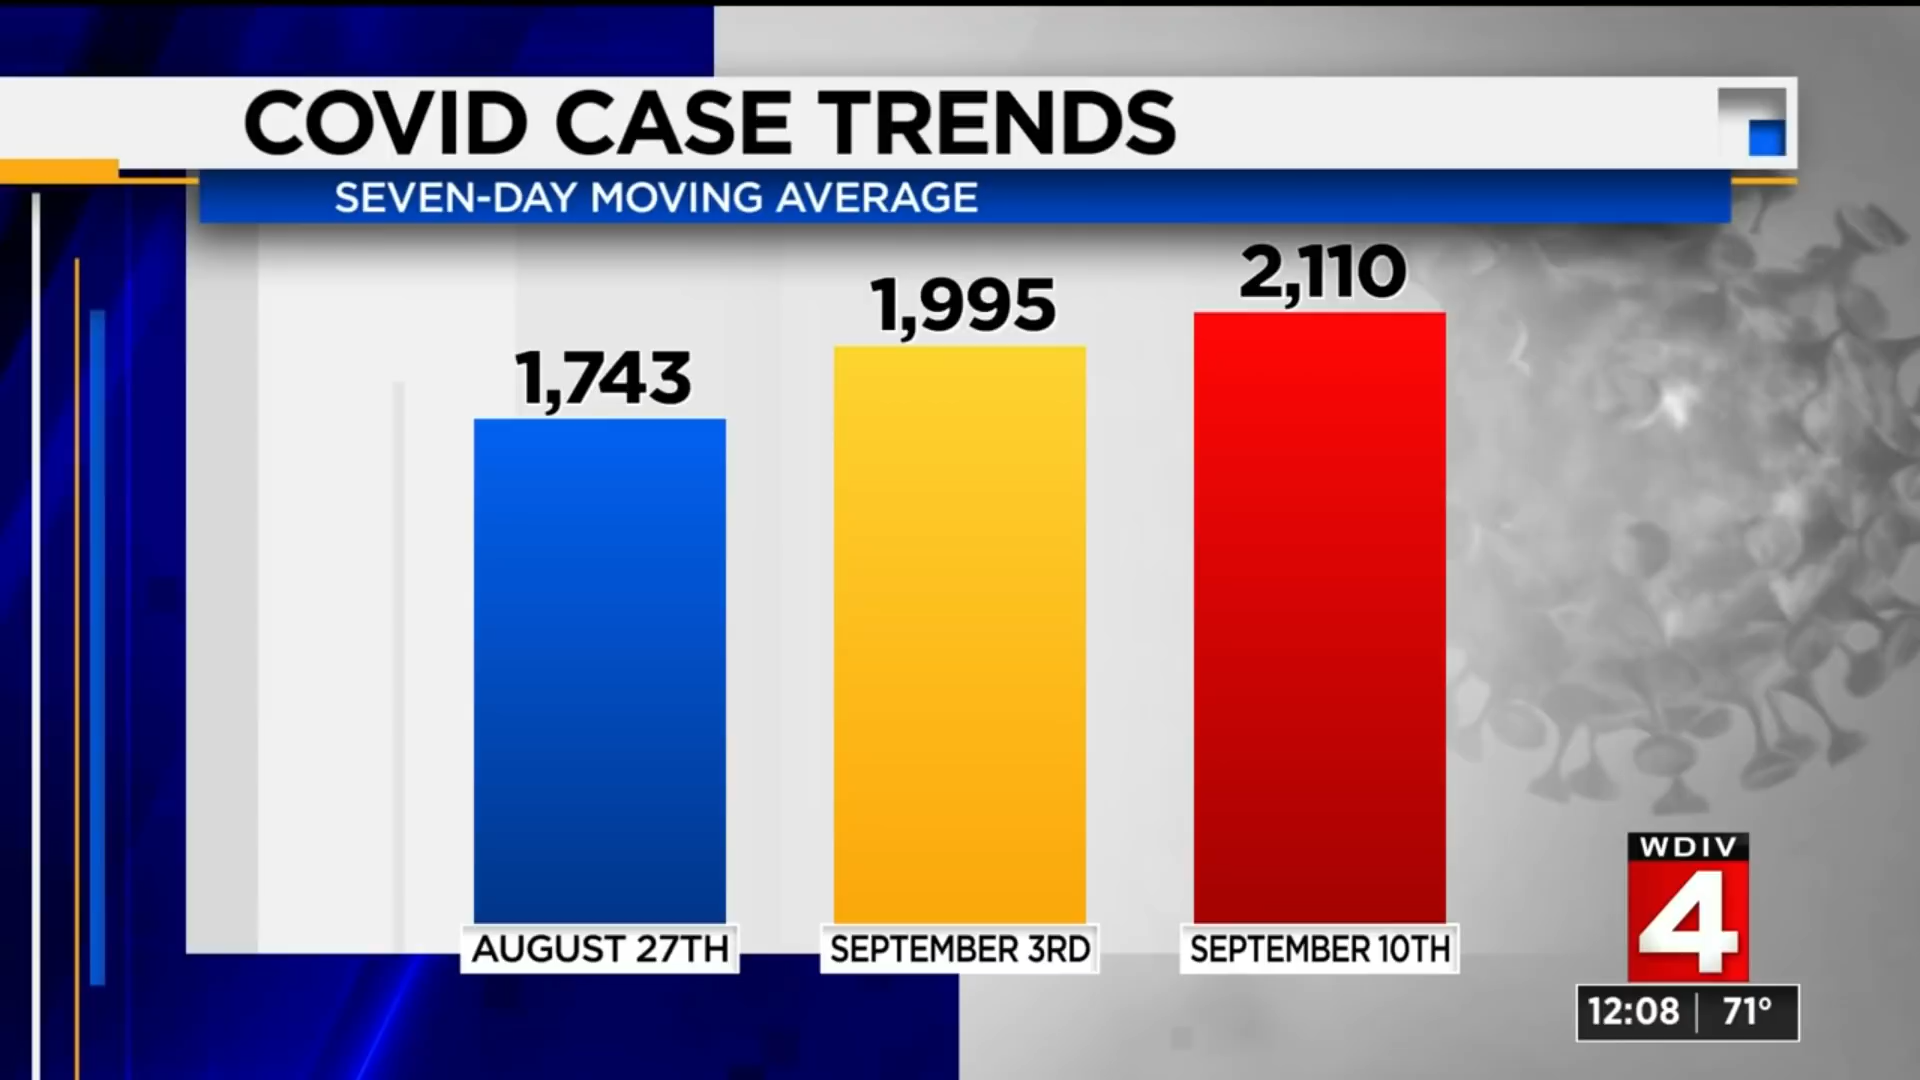 COVID CASE TRENDS
SEVEN-DAY MOVING AVERAGE
1,743
1,995
2,110
AUGUST 27TH
SEPTEMBER 3RD
SEPTEMBER 10TH
WDIV
4
12:08 | 71°